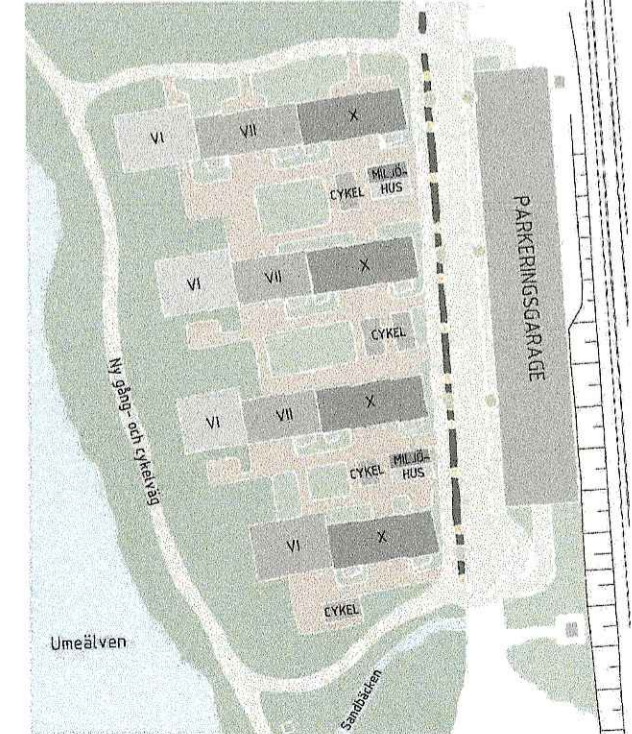 VI
VII
X
CYKEL
MILJÖ-
HUS
PARKERINGSGARAGE
VI
VII
X
CYKEL
Ny gång- och cykelväg
VI
VII
X
CYKEL
MILJÖ-
HUS
VI
X
CYKEL
Umeälven
Sandbäcken